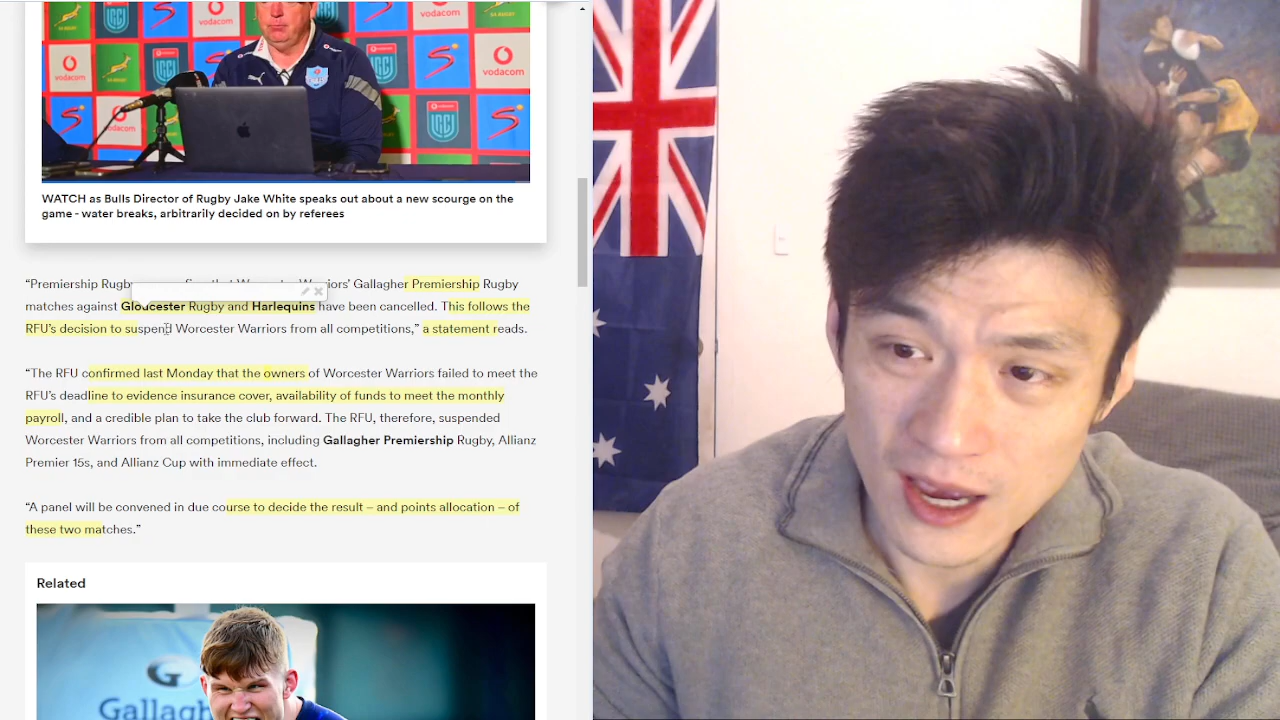 vodacom
vodacom
vodacom
vodacom
vodacom
WATCH as Bulls Director of Rugby Jake White speaks out about a new scourge on the
game - water breaks, arbitrarily decided on by referees
“Premiership Rugby Warriors’ Gallagher Premiership Rugby
matches against Gloucester Rugby and Harlequins have been cancelled. This follows the
RFU’s decision to suspend Worcester Warriors from all competitions,” a statement reads.
“The RFU confirmed last Monday that the owners of Worcester Warriors failed to meet the
RFU’s deadline to evidence insurance cover, availability of funds to meet the monthly
payroll, and a credible plan to take the club forward. The RFU, therefore, suspended
Worcester Warriors from all competitions, including Gallagher Premiership Rugby, Allianz
Premier 15s, and Allianz Cup with immediate effect.
“A panel will be convened in due course to decide the result – and points allocation – of
these two matches.”
Related
Gallagh